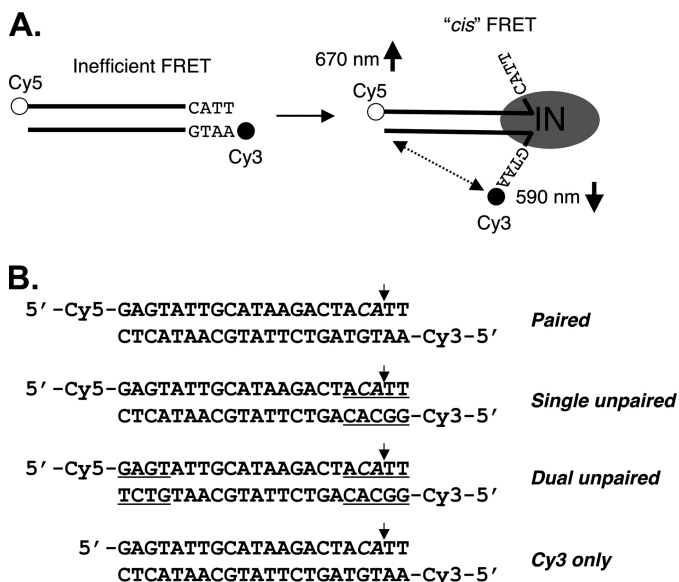 A.
Inefficient FRET
Cy5
CATT
GTAA
Cy3
"cis" FRET
670 nm
Cy5
CATT
IN
GTAA
590 nm
Cy3
B.
5′-Cy5-GAGTATTGCATAAGACTACATT
CTCATAACGTATTCTGATGTAA-Cy3-5′
Paired
5′-Cy5-GAGTATTGCATAAGACTACATT
CTCATAACGTATTCTGACACGG-Cy3-5′
Single unpaired
5′-Cy5-GAGTATTGCATAAGACTACATT
TCTGTAACGTATTCTGACACGG-Cy3-5′
Dual unpaired
5′-GAGTATTGCATAAGACTACATT
CTCATAACGTATTCTGATGTAA-Cy3-5′
Cy3 only